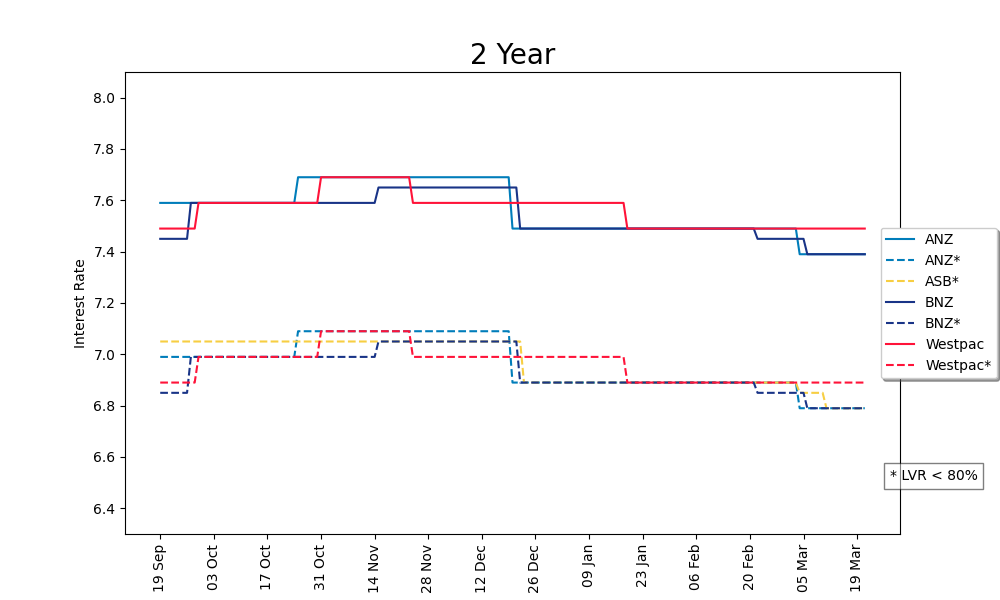 2 Year
8.0
7.8
7.6
7.4
7.2
7.0
6.8
6.6
6.4
Interest Rate
19 Sep
03 Oct
17 Oct
31 Oct
14 Nov
28 Nov
12 Dec
26 Dec
09 Jan
23 Jan
06 Feb
20 Feb
05 Mar
19 Mar
ANZ
ANZ*
ASB*
BNZ
BNZ*
Westpac
Westpac*
* LVR < 80%